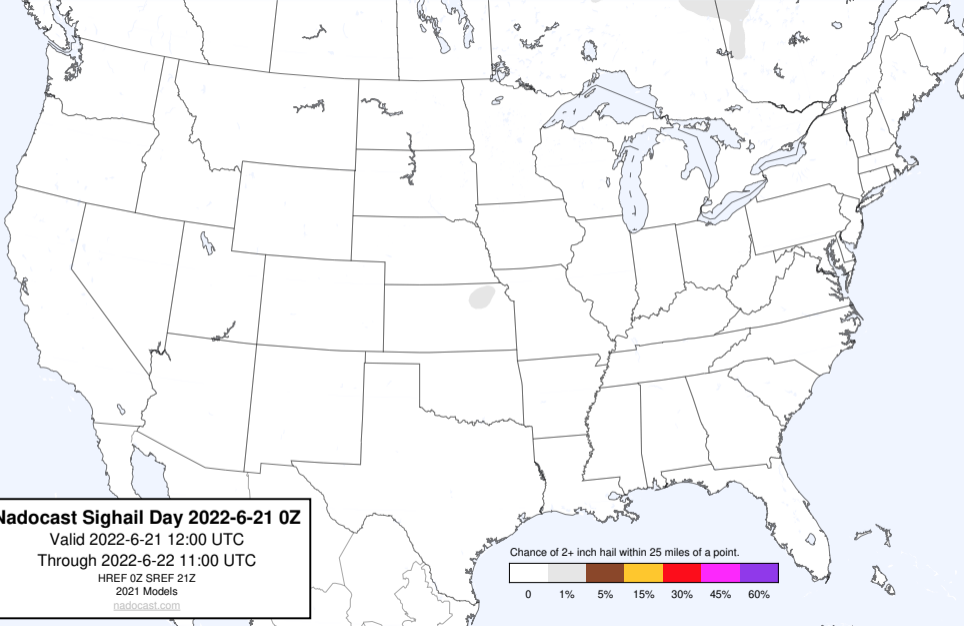 Nadocast Sighail Day 2022-6-21 0Z
Valid 2022-6-21 12:00 UTC
Through 2022-6-22 11:00 UTC
HREF 0Z SREF 21Z
2021 Models
nadocast.com
Chance of 2+ inch hail within 25 miles of a point.
0 1% 5% 15% 30% 45% 60%